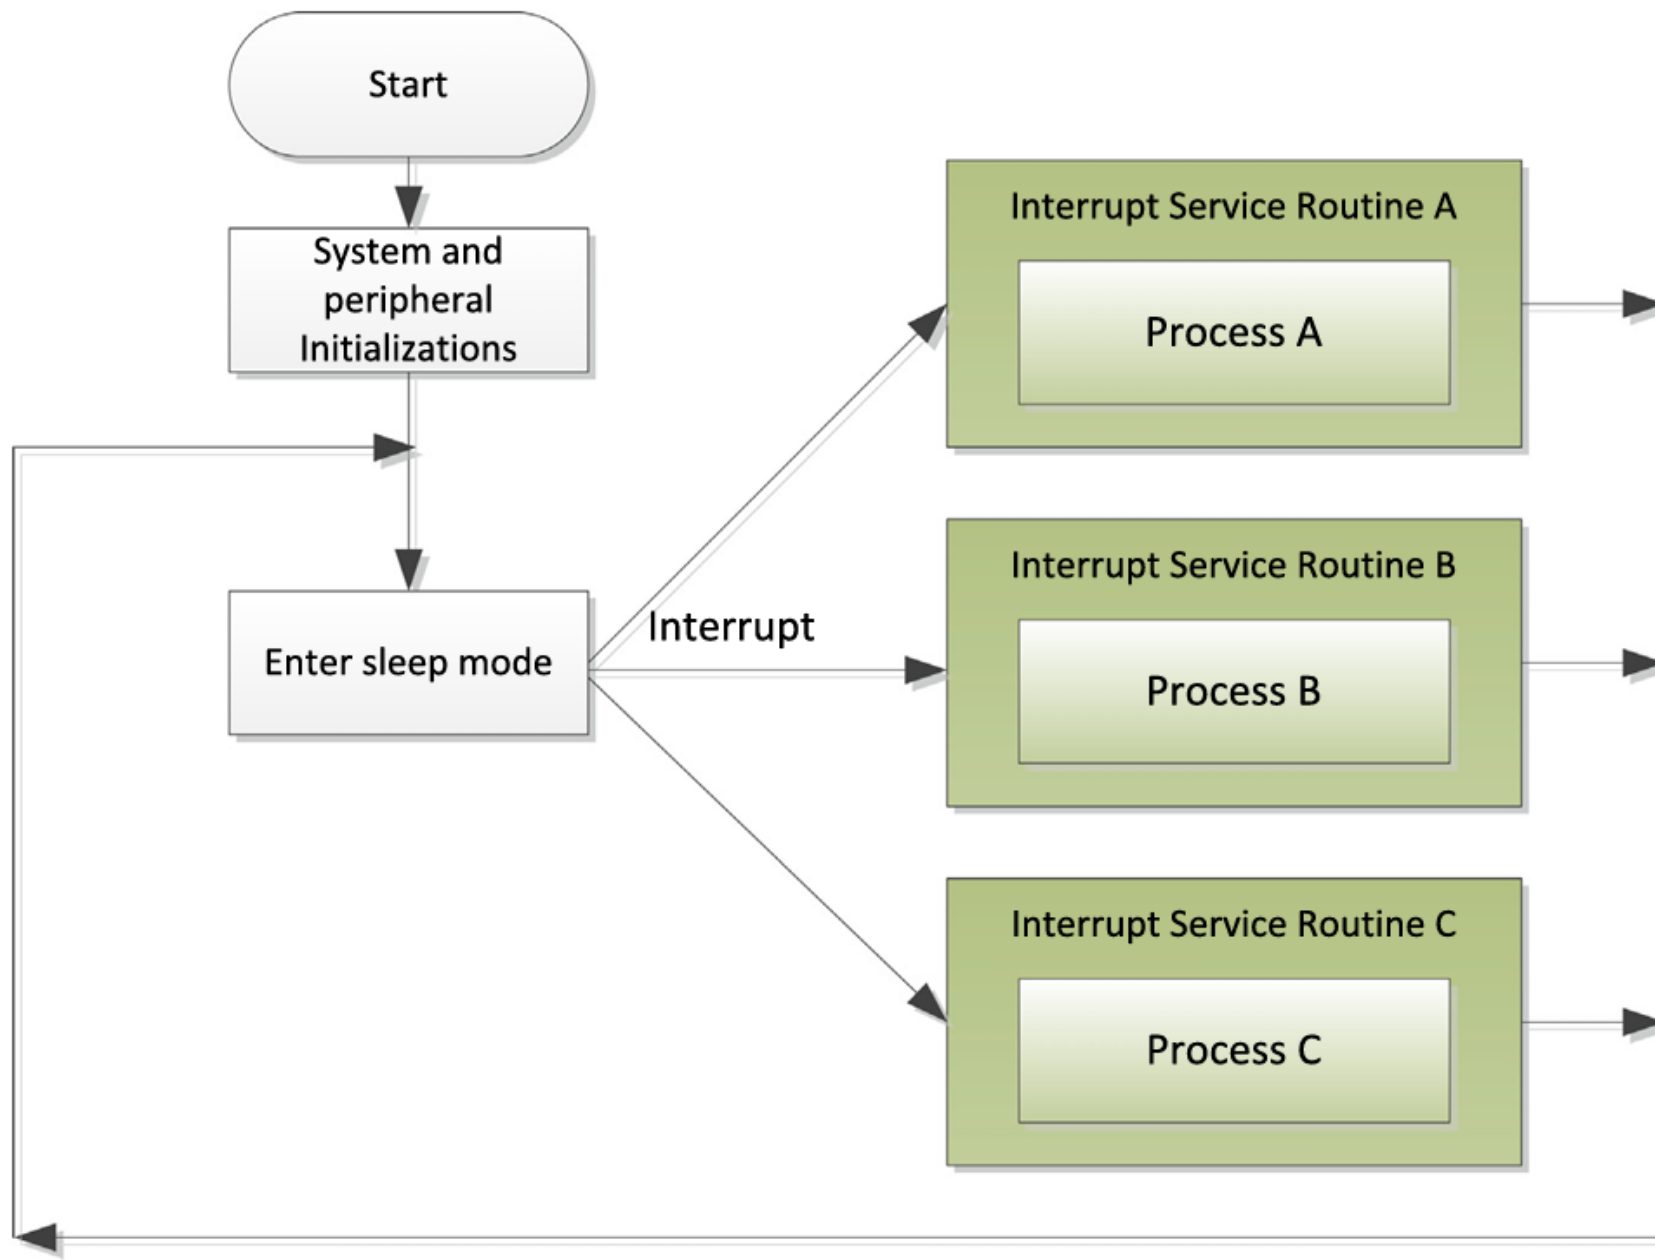 Start
System and
peripheral
Initializations
Enter sleep mode
Interrupt
Interrupt Service Routine A
Process A
Interrupt Service Routine B
Process B
Interrupt Service Routine C
Process C